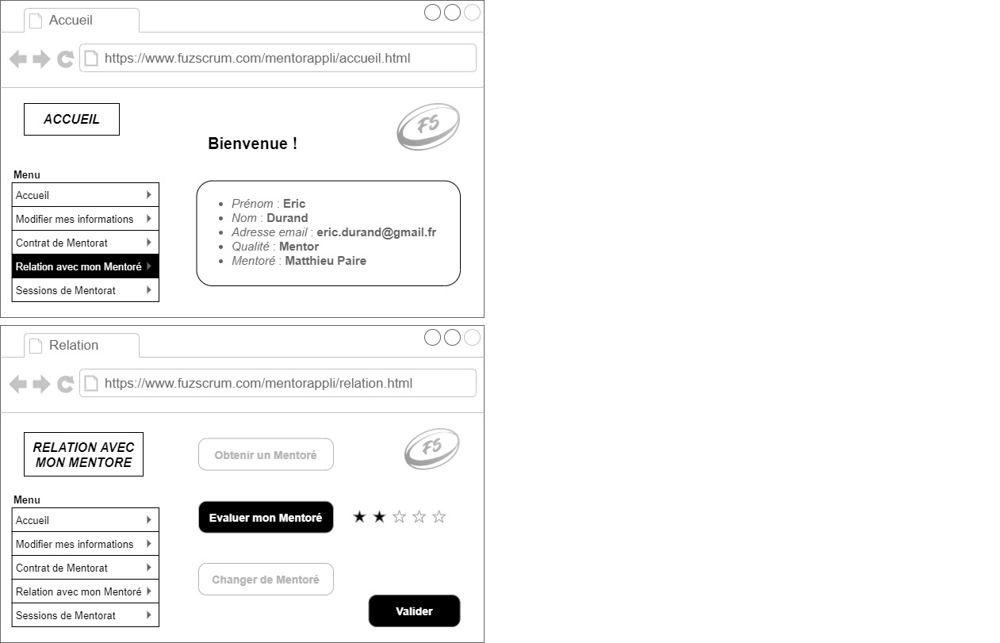 Accueil
https://www.fuzscrum.com/mentorappli/accueil.html
ACCUEIL
FS
Bienvenue !
Menu
Accueil
Modifier mes informations
Contrat de Mentorat
Relation avec mon Mentoré
Sessions de Mentorat
Prénom : Eric
Nom : Durand
Adresse email : eric.durand@gmail.fr
Qualité : Mentor
Mentoré : Matthieu Paire
Relation
https://www.fuzscrum.com/mentorappli/relation.html
RELATION AVEC
MON MENTORE
Obtenir un Mentoré
FS
Menu
Accueil
Modifier mes informations
Contrat de Mentorat
Relation avec mon Mentoré
Sessions de Mentorat
Evaluer mon Mentoré
Changer de Mentoré
Valider